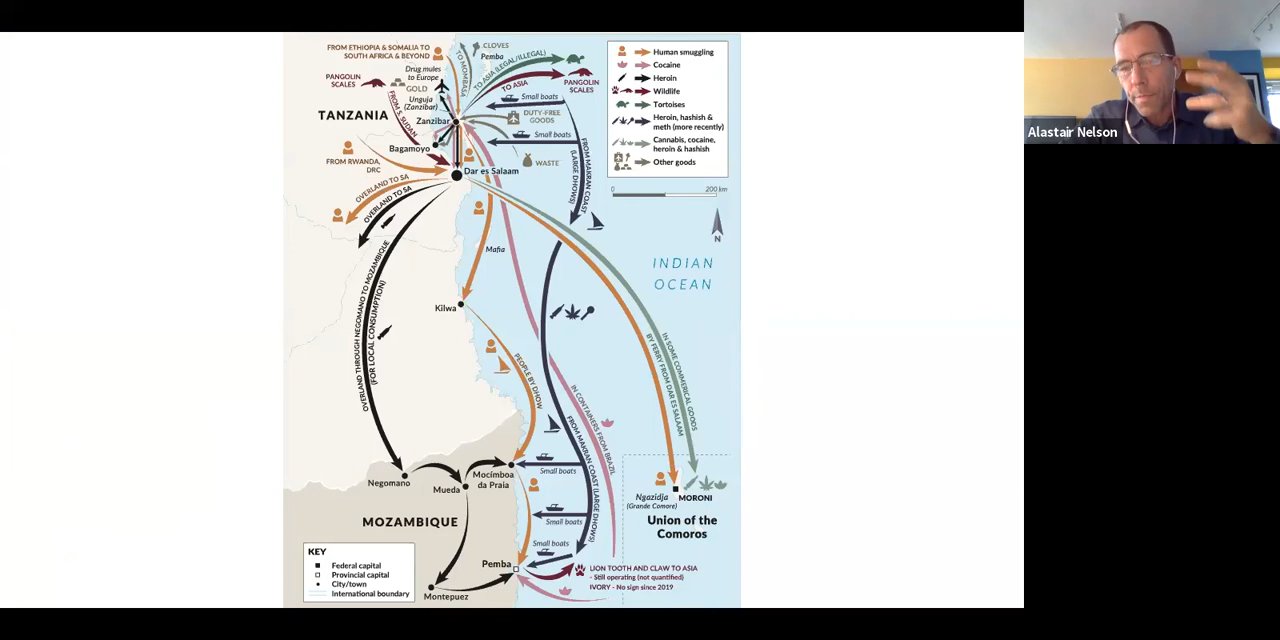 FROM ETHIOPIA & SOMALIA TO
SOUTH AFRICA & BEYOND
CLOVES
Pemba
TO MOMBASA
TO ASIA (LEGAL/ILLEGAL)
TO ASIA
PANGOLIN
SCALES
Drug mules
to Europe
PANGOLIN
SCALES
GOLD
FROM S. SUDAN
Unguja
(Zanzibar)
Small boats
TANZANIA
Zanzibar
DUTY-FREE
GOODS
Small boats
Bagamoyo
WASTE
FROM RWANDA,
DRC
Dar es Salaam
FROM MAKRAN COAST
(LARGE DHOWS)
OVERLAND TO SA
OVERLAND TO SA
Human smuggling
Cocaine
Heroin
Wildlife
Tortoises
Heroin, hashish &
meth (more recently)
Cannabis, cocaine,
heroin & hashish
Other goods
0
200 km
N
INDIAN
OCEAN
Mafia
Kilwa
OVERLAND THROUGH NEGOMANO TO MOZAMBIQUE
(FOR LOCAL CONSUMPTION)
PEOPLE BY DHOW
IN CONTAINERS FROM BRAZIL
FROM MAKRAN COAST (LARGE DHOWS)
BY FERRY FROM DAR ES SALAAM
IN SOME COMMERICAL GOODS
Negomano
Mueda
Mocímboa
da Praia
Small boats
Small boats
Small boats
Ngazidja
(Grande Comore)
MORONI
Union of the
Comoros
MOZAMBIQUE
Pemba
Montepuez
LION TOOTH AND CLAW TO ASIA
- Still operating (not quantified)
IVORY - No sign since 2019
KEY
Federal capital
Provincial capital
City/town
International boundary
Alastair Nelson